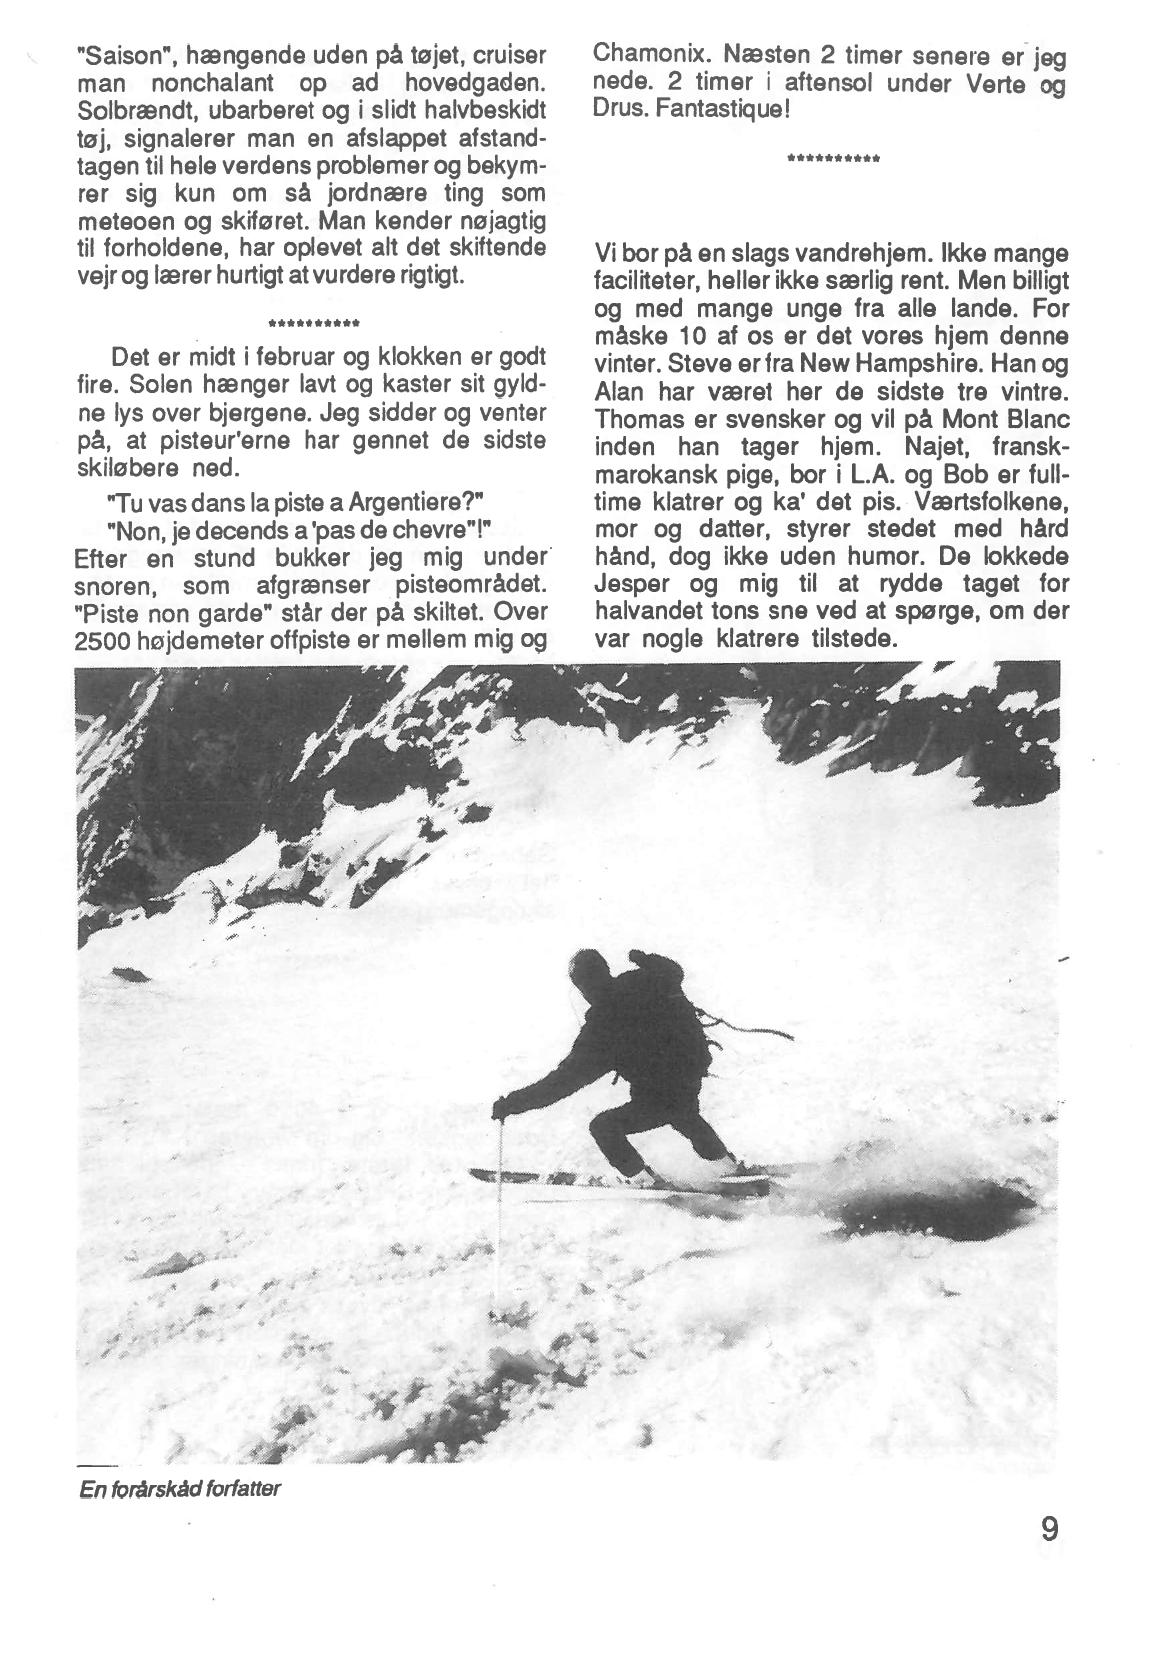 "Saison", hængende uden på tøjet, cruiser
man nonchalant op ad hovedgaden.
Solbrændt, ubarberet og i slidt halvbeskidt
tøj, signalerer man en afslappet afstand-
tagen til hele verdens problemer og bekym-
rer sig kun om så jordnære ting som
meteoen og skiføret. Man kender nøjagtig
til forholdene, har oplevet alt det skiftende
vejr og lærer hurtigt at vurdere rigtigt.
**********
Det er midt i februar og klokken er godt
fire. Solen hænger lavt og kaster sit gyld-
ne lys over bjergene. Jeg sidder og venter
på, at pisteur'erne har gennet de sidste
skiløbere ned.
"Tu vas dans la piste a Argentiere?"
"Non, je decends a 'pas de chevre"!"
Efter en stund bukker jeg mig under
snoren, som afgrænser pisteområdet.
"Piste non garde" står der på skiltet. Over
2500 højdemeter offpiste er mellem mig og
Chamonix. Næsten 2 timer senere er jeg
nede. 2 timer i aftensol under Verte og
Drus. Fantastique!
**********
Vi bor på en slags vandrehjem. Ikke mange
faciliteter, heller ikke særlig rent. Men billigt
og med mange unge fra alle lande. For
måske 10 af os er det vores hjem denne
vinter. Steve er fra New Hampshire. Han og
Alan har været her de sidste tre vintre.
Thomas er svensker og vil på Mont Blanc
inden han tager hjem. Najet, fransk-
marokansk pige, bor i L.A. og Bob er full-
time klatrer og ka' det pis. Værtsfolkene,
mor og datter, styrer stedet med hård
hånd, dog ikke uden humor. De lokkede
Jesper og mig til at rydde taget for
halvandet tons sne ved at spørge, om der
var nogle klatrere tilstede.
En forårskåd forfatter
9